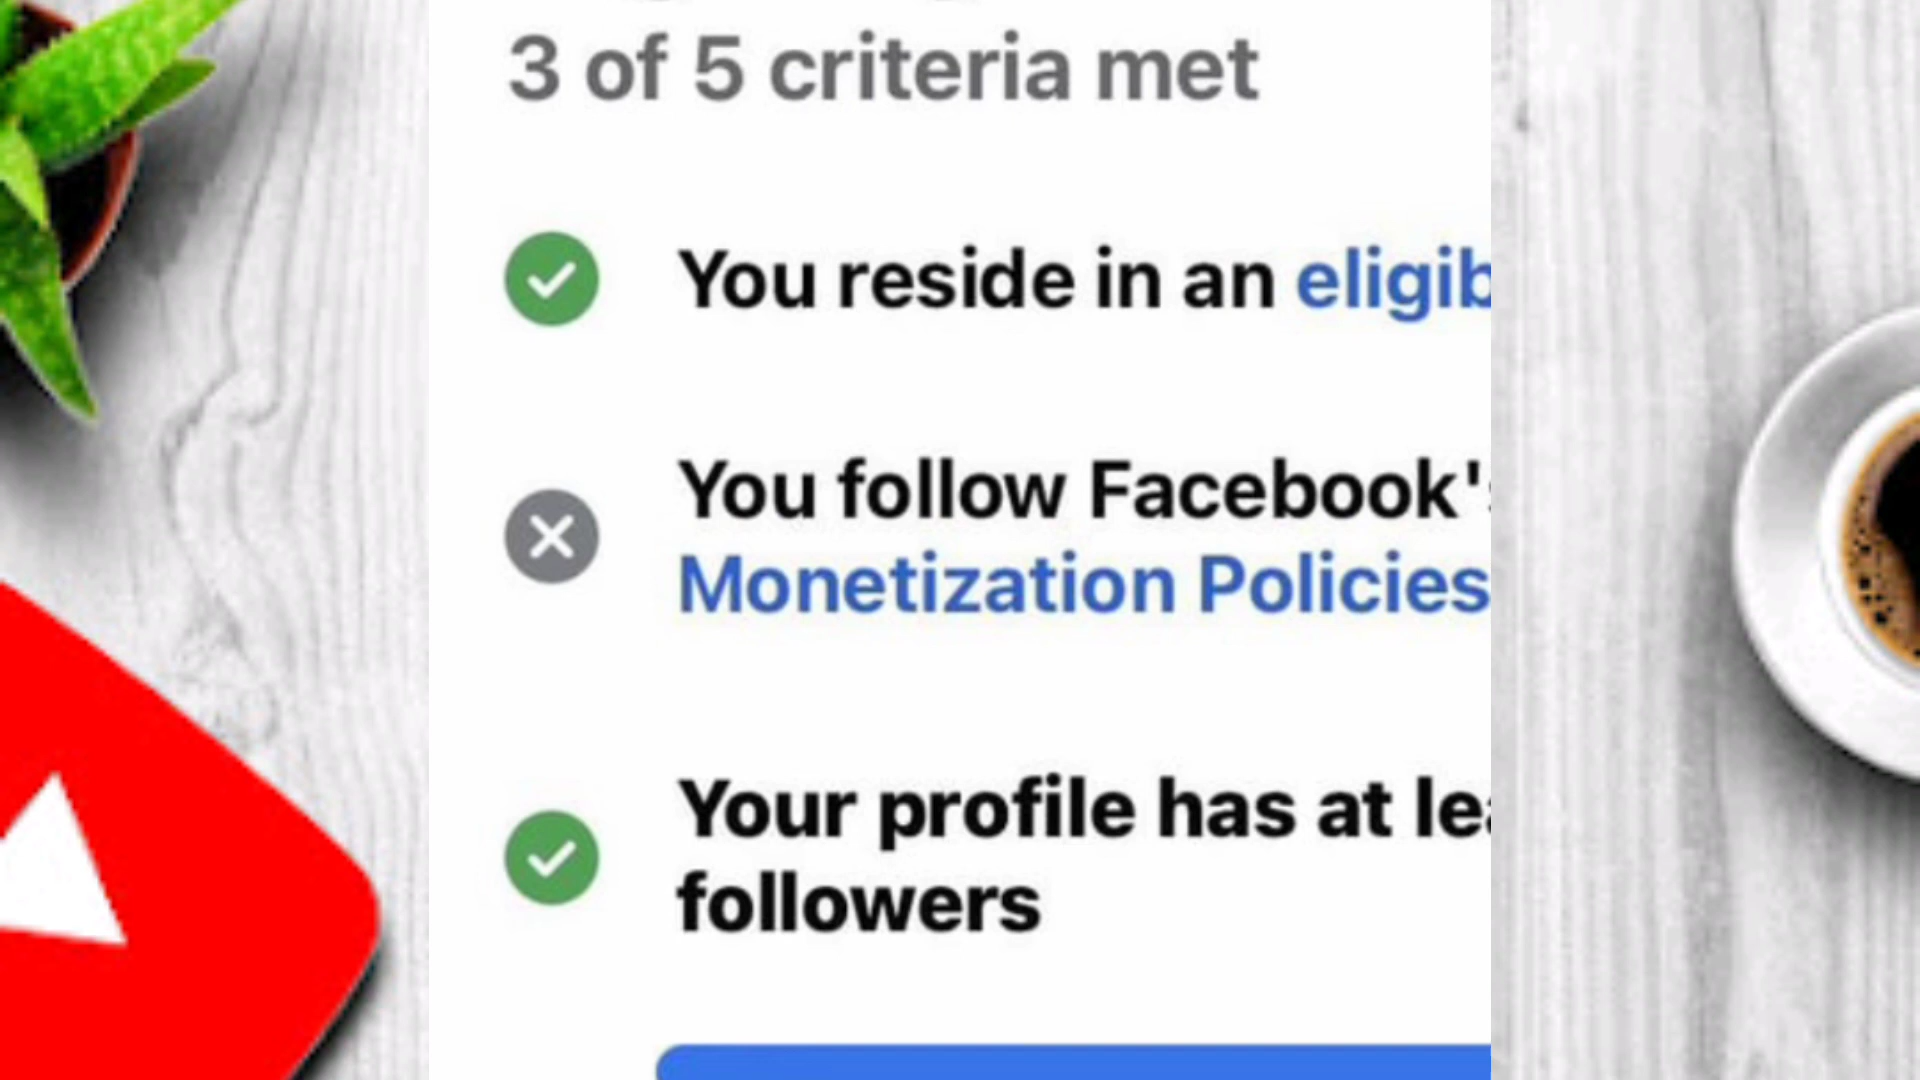 3 of 5 criteria met
You reside in an
You follow Facebook's
Monetization Policies
Your profile has at
followers